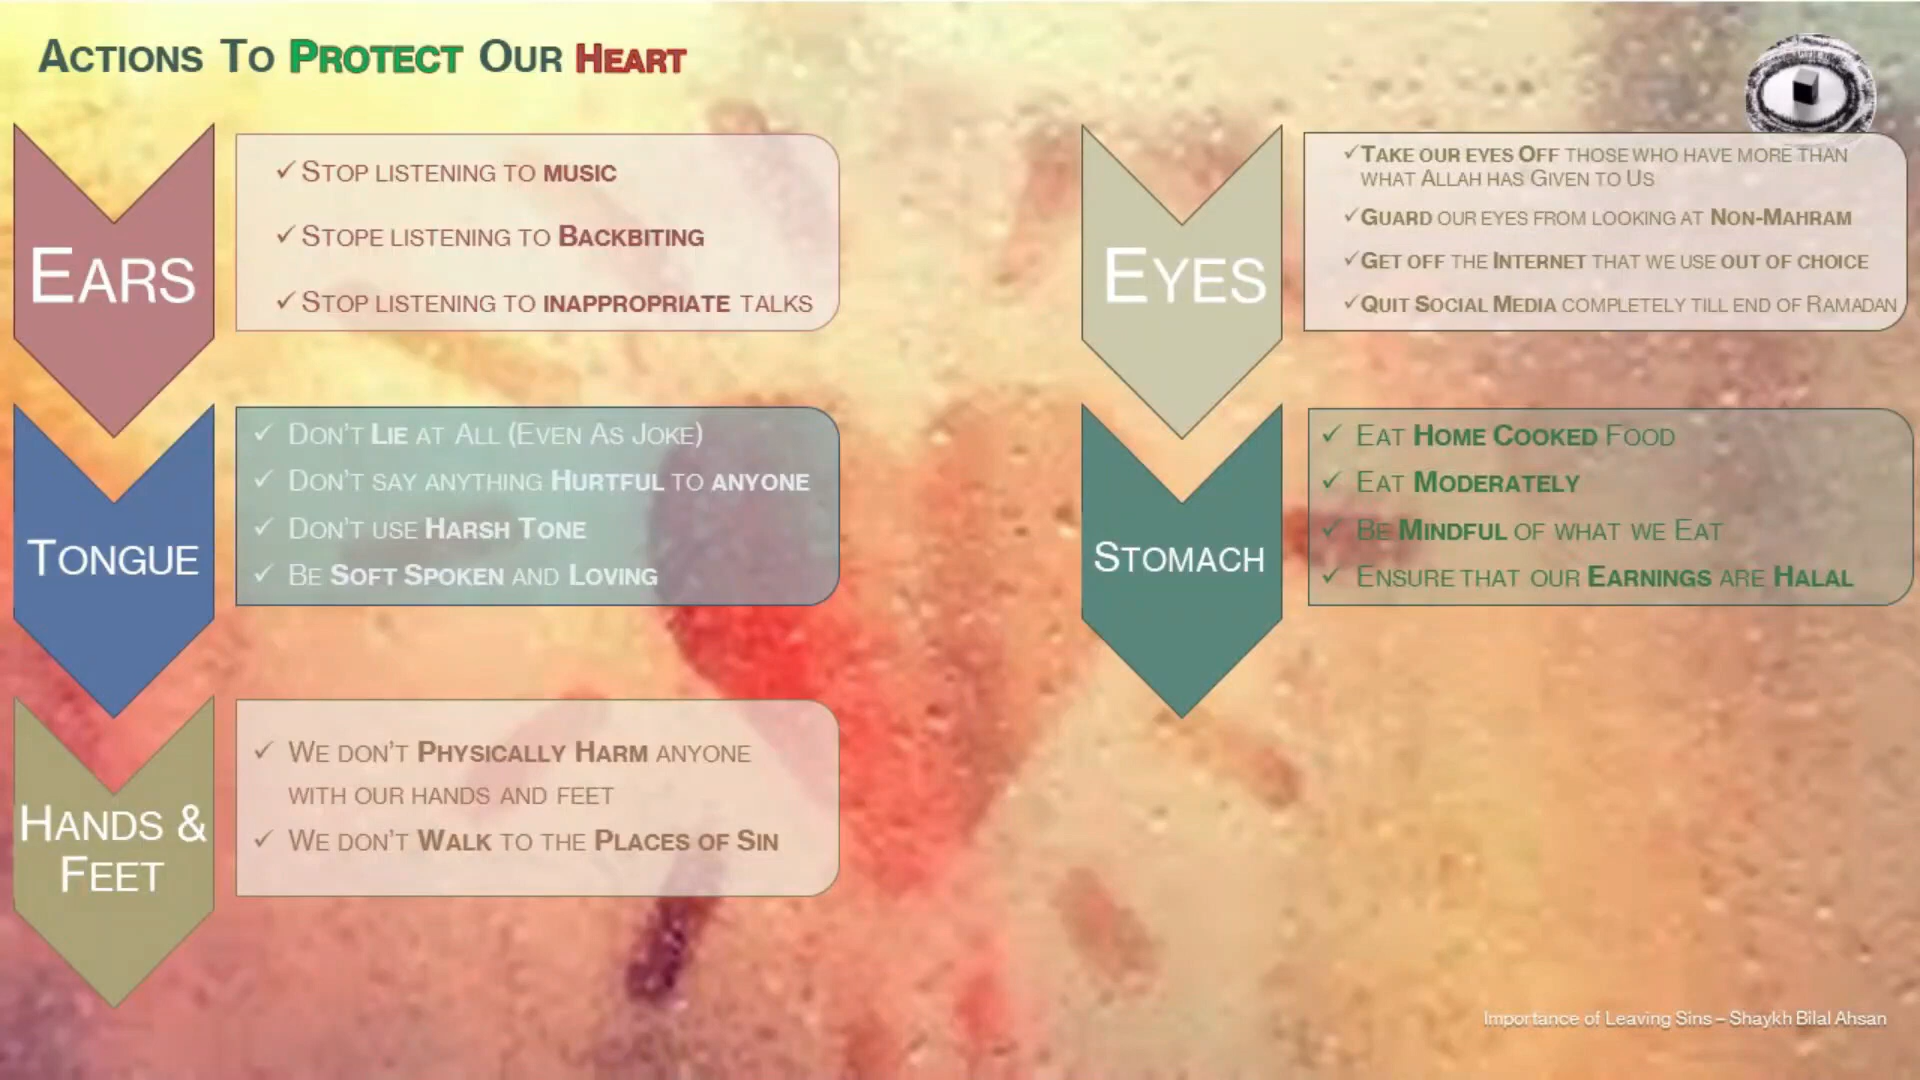 Actions To Protect Our Heart
Ears
✓ Stop listening to music
✓ Stope listening to Backbiting
✓ Stop listening to inappropriate talks
Tongue
✓ Don't Lie at All (Even As Joke)
✓ Don't say anything Hurtful to anyone
✓ Don't use Harsh Tone
✓ Be Soft Spoken and Loving
Hands &
Feet
✓ We don't Physically Harm anyone
with our hands and feet
✓ We don't Walk to the Places of Sin
Eyes
✓Take our eyes Off those who have more than
what Allah has Given to Us
✓Guard our eyes from looking at Non-Mahram
✓Get off the Internet that we use out of choice
✓Quit Social Media completely till end of Ramadan
Stomach
✓ Eat Home Cooked Food
✓ Eat Moderately
✓ Be Mindful of what we Eat
✓ Ensure that our Earnings are Halal
Importance of Leaving Sins – Shaykh Bilal Ahsan